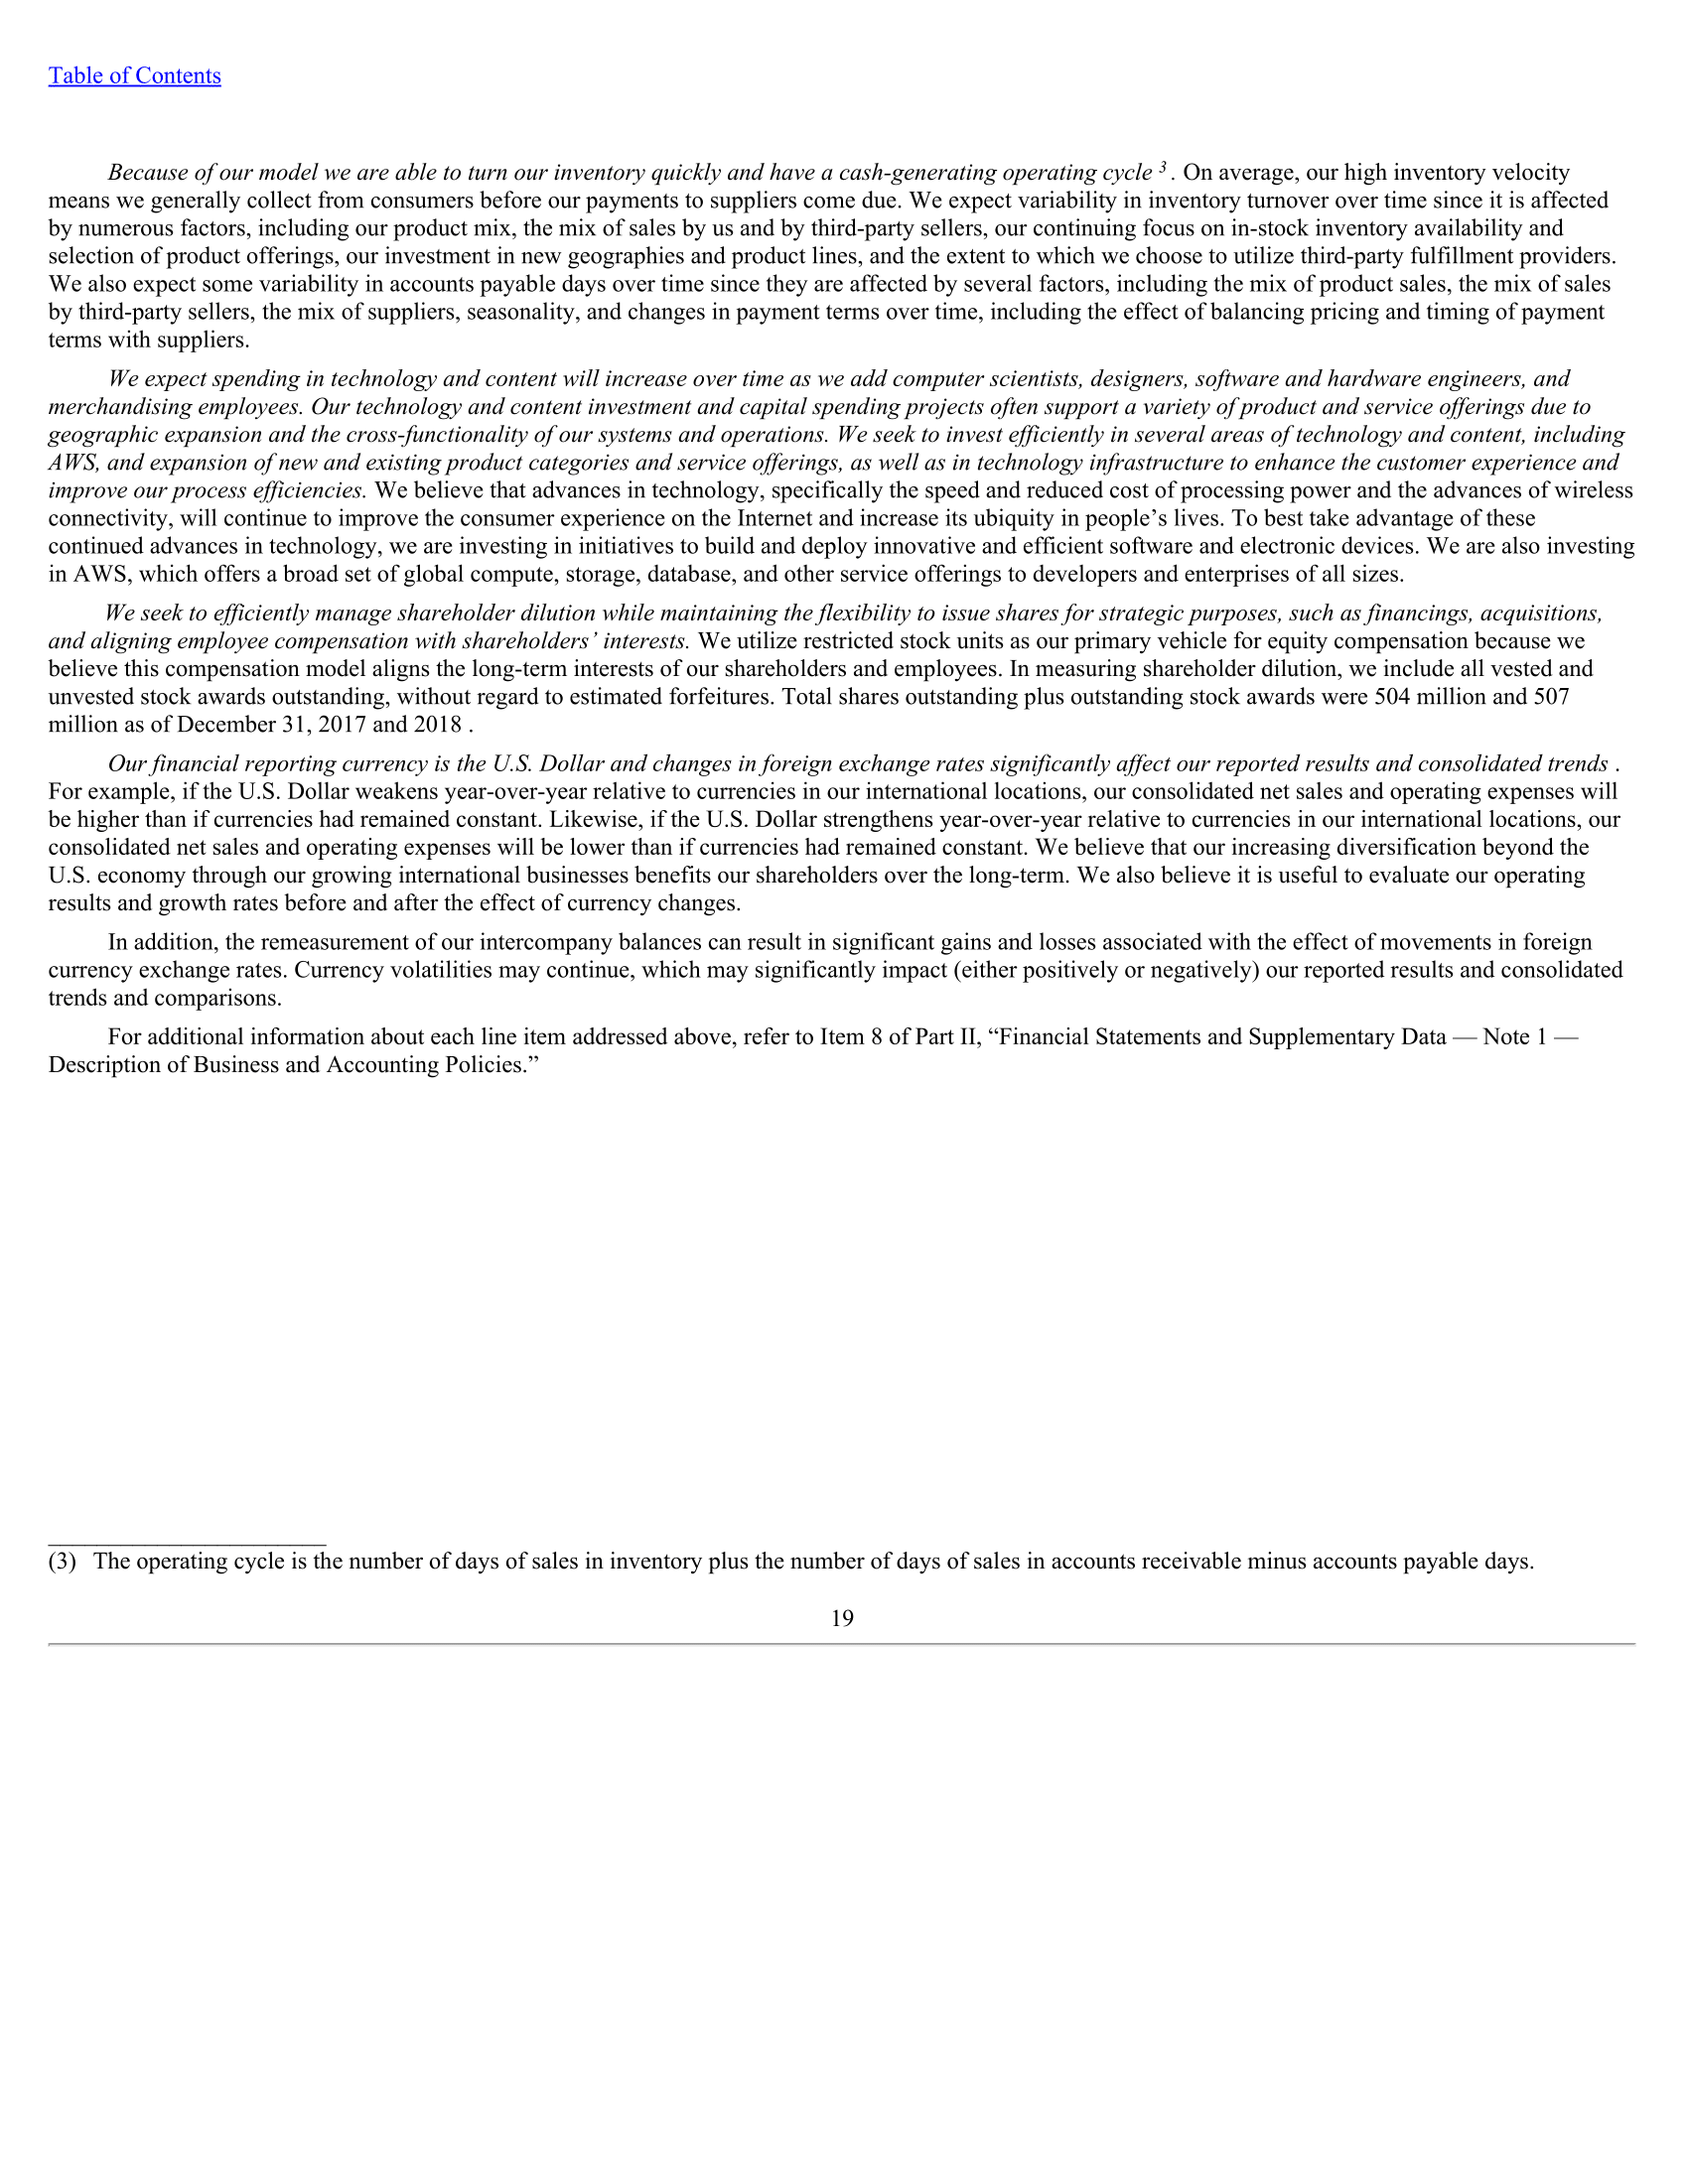 Table of Contents
Because of our model we are able to turn our inventory quickly and have a cash-generating operating cycle 3 . On average, our high inventory velocity
means we generally collect from consumers before our payments to suppliers come due. We expect variability in inventory turnover over time since it is affected
by numerous factors, including our product mix, the mix of sales by us and by third-party sellers, our continuing focus on in-stock inventory availability and
selection of product offerings, our investment in new geographies and product lines, and the extent to which we choose to utilize third-party fulfillment providers.
We also expect some variability in accounts payable days over time since they are affected by several factors, including the mix of product sales, the mix of sales
by third-party sellers, the mix of suppliers, seasonality, and changes in payment terms over time, including the effect of balancing pricing and timing of payment
terms with suppliers.
We expect spending in technology and content will increase over time as we add computer scientists, designers, software and hardware engineers, and
merchandising employees. Our technology and content investment and capital spending projects often support a variety of product and service offerings due to
geographic expansion and the cross-functionality of our systems and operations. We seek to invest efficiently in several areas of technology and content, including
AWS, and expansion of new and existing product categories and service offerings, as well as in technology infrastructure to enhance the customer experience and
improve our process efficiencies. We believe that advances in technology, specifically the speed and reduced cost of processing power and the advances of wireless
connectivity, will continue to improve the consumer experience on the Internet and increase its ubiquity in people’s lives. To best take advantage of these
continued advances in technology, we are investing in initiatives to build and deploy innovative and efficient software and electronic devices. We are also investing
in AWS, which offers a broad set of global compute, storage, database, and other service offerings to developers and enterprises of all sizes.
We seek to efficiently manage shareholder dilution while maintaining the flexibility to issue shares for strategic purposes, such as financings, acquisitions,
and aligning employee compensation with shareholders’ interests. We utilize restricted stock units as our primary vehicle for equity compensation because we
believe this compensation model aligns the long-term interests of our shareholders and employees. In measuring shareholder dilution, we include all vested and
unvested stock awards outstanding, without regard to estimated forfeitures. Total shares outstanding plus outstanding stock awards were 504 million and 507
million as of December 31, 2017 and 2018 .
Our financial reporting currency is the U.S. Dollar and changes in foreign exchange rates significantly affect our reported results and consolidated trends .
For example, if the U.S. Dollar weakens year-over-year relative to currencies in our international locations, our consolidated net sales and operating expenses will
be higher than if currencies had remained constant. Likewise, if the U.S. Dollar strengthens year-over-year relative to currencies in our international locations, our
consolidated net sales and operating expenses will be lower than if currencies had remained constant. We believe that our increasing diversification beyond the
U.S. economy through our growing international businesses benefits our shareholders over the long-term. We also believe it is useful to evaluate our operating
results and growth rates before and after the effect of currency changes.
In addition, the remeasurement of our intercompany balances can result in significant gains and losses associated with the effect of movements in foreign
currency exchange rates. Currency volatilities may continue, which may significantly impact (either positively or negatively) our reported results and consolidated
trends and comparisons.
For additional information about each line item addressed above, refer to Item 8 of Part II, “Financial Statements and Supplementary Data — Note 1 —
Description of Business and Accounting Policies.”
(3) The operating cycle is the number of days of sales in inventory plus the number of days of sales in accounts receivable minus accounts payable days.
19